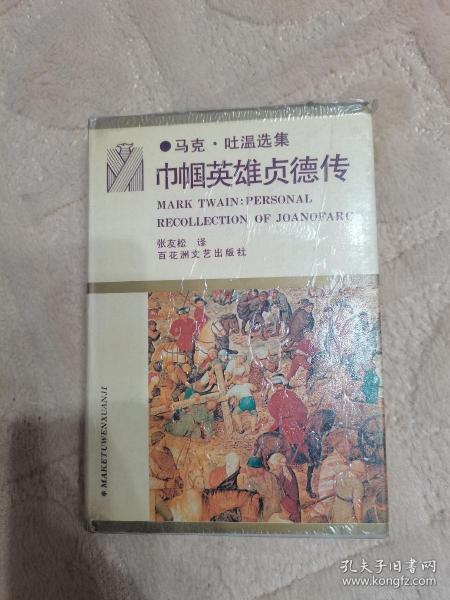 ●马克·吐温选集
巾帼英雄贞德传
MARK TWAIN:PERSONAL
RECOLLECTION OF JOANOFARC
张友松 译
百花洲文艺出版社
●MAKETUWENXUANJI
孔夫子旧书网
www.kongfz.com